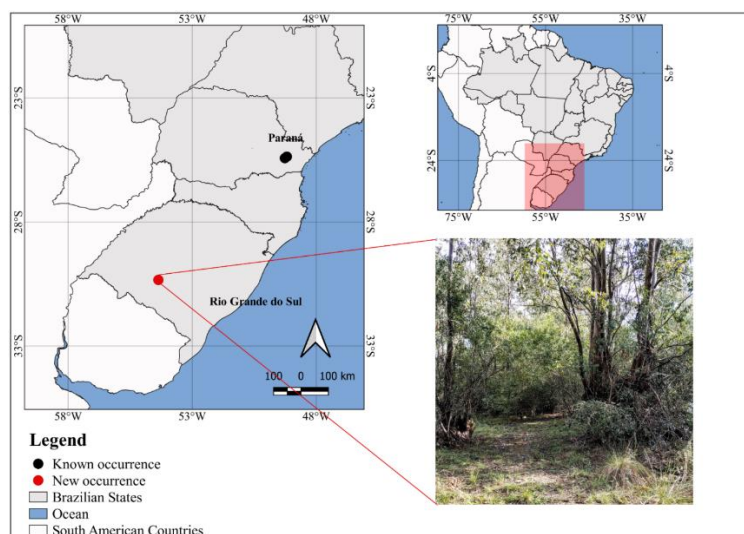 58°W 53°W 48°W
23°S 23°S
28°S 28°S
33°S 33°S
Paraná
Rio Grande do Sul
100 0 100 km
58°W 53°W 48°W
75°W 55°W 35°W
4°S 4°S
24°S 24°S
75°W 55°W 35°W
Legend
Known occurrence
New occurrence
Brazilian States
Ocean
South American Countries